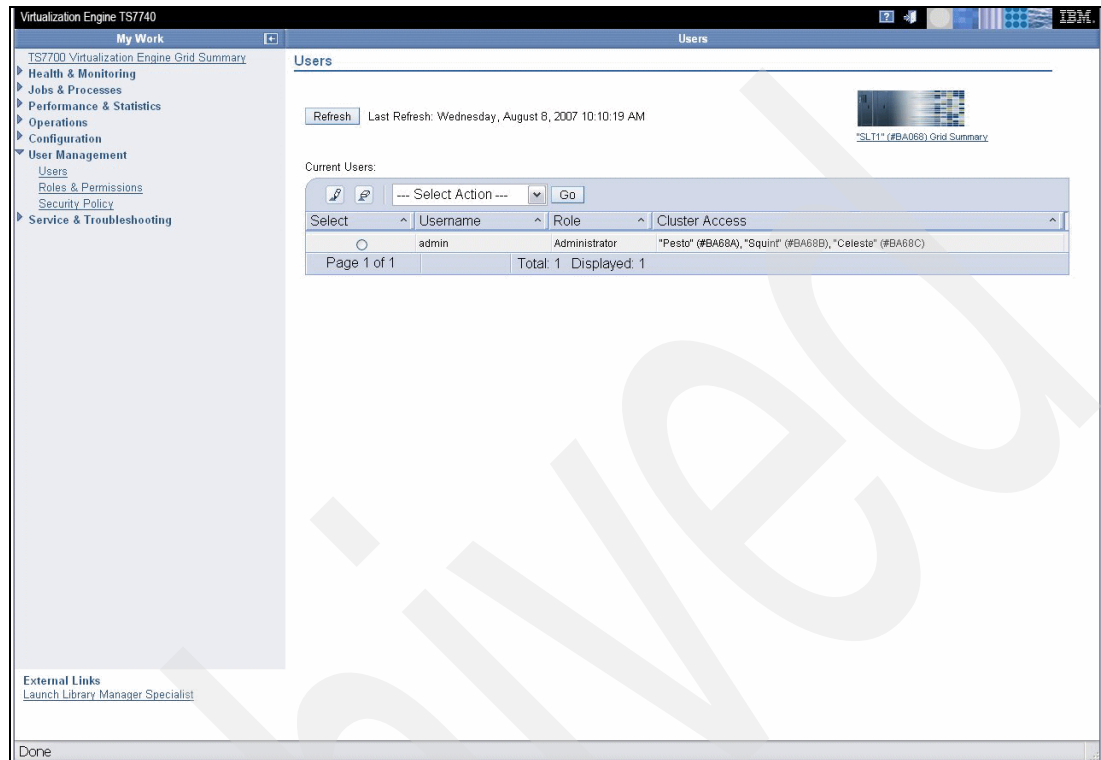 Virtualization Engine TS7740
? IBM.
My Work
Users
TS7700 Virtualization Engine Grid Summary
Health & Monitoring
Jobs & Processes
Performance & Statistics
Operations
Configuration
User Management
Users
Roles & Permissions
Security Policy
Service & Troubleshooting
External Links
Launch Library Manager Specialist
Users
Refresh Last Refresh: Wednesday, August 8, 2007 10:10:19 AM
"SLT1" (#BA068) Grid Summary
Current Users:
--- Select Action --- Go
Select Username Role Cluster Access
admin Administrator "Pesto" (#BA68A), "Squint" (#BA68B), "Celeste" (#BA68C)
Page 1 of 1 Total: 1 Displayed: 1
Done